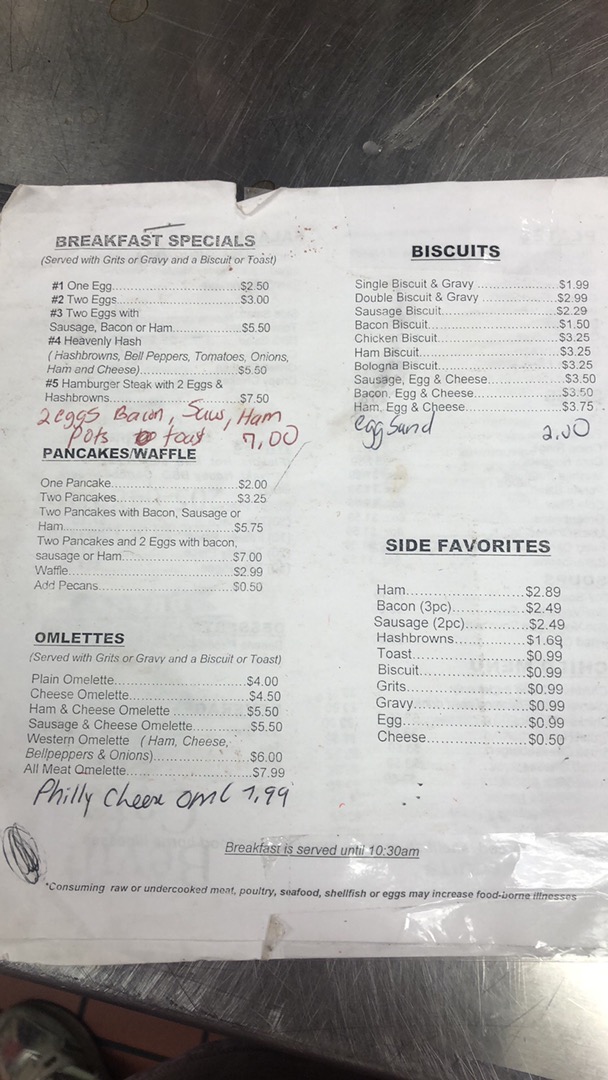 BREAKFAST SPECIALS
(Served with Grits or Gravy and a Biscuit or Toast)
#1 One Egg..............................$2.50
#2 Two Eggs............................$3.00
#3 Two Eggs with
Sausage, Bacon or Ham.................$5.50
#4 Heavenly Hash
(Hashbrowns, Bell Peppers, Tomatoes, Onions,
Ham and Cheese)........................$5.50
#5 Hamburger Steak with 2 Eggs &
Hashbrowns..............................$7.50
2 eggs Bacon, Saus, Ham
pots toast 7,00
PANCAKES/WAFFLE
One Pancake..............................$2.00
Two Pancakes............................$3.25
Two Pancakes with Bacon, Sausage or
Ham........................................$5.75
Two Pancakes and 2 Eggs with bacon,
sausage or Ham..........................$7.00
Waffle.....................................$2.99
Add Pecans...............................$0.50
OMLETTES
(Served with Grits or Gravy and a Biscuit or Toast)
Plain Omelette...........................$4.00
Cheese Omelette........................$4.50
Ham & Cheese Omelette................$5.50
Sausage & Cheese Omelette............$5.50
Western Omelette (Ham, Cheese,
Bellpeppers & Onions)..................$6.00
All Meat Omelette.......................$7.99
Philly Cheese oml 7,99
BISCUITS
Single Biscuit & Gravy..................$1.99
Double Biscuit & Gravy.................$2.99
Sausage Biscuit..........................$2.29
Bacon Biscuit.............................$1.50
Chicken Biscuit...........................$3.25
Ham Biscuit...............................$3.25
Bologna Biscuit...........................$3.25
Sausage, Egg & Cheese.................$3.50
Bacon, Egg & Cheese...................$3.50
Ham, Egg & Cheese.....................$3.75
egg Sand 2,00
SIDE FAVORITES
Ham........................................$2.89
Bacon (3pc)...............................$2.49
Sausage (2pc)............................$2.49
Hashbrowns...............................$1.69
Toast.......................................$0.99
Biscuit......................................$0.99
Grits........................................$0.99
Gravy.......................................$0.99
Egg.........................................$0.99
Cheese.....................................$0.50
Breakfast is served until 10:30am
*Consuming raw or undercooked meat, poultry, seafood, shellfish or eggs may increase food-borne illnesses